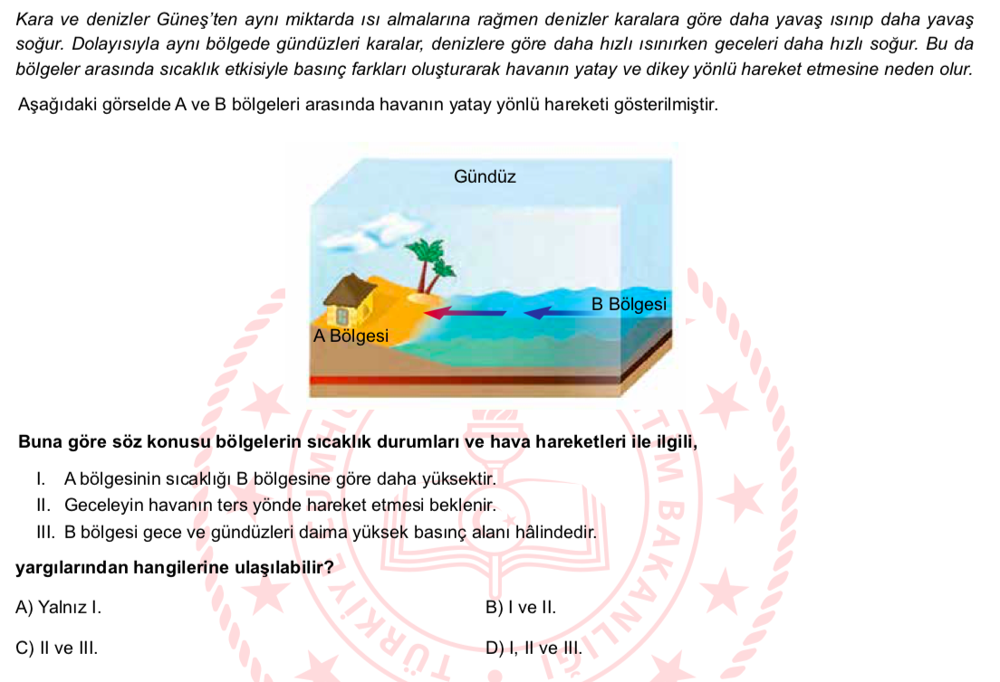 Kara ve denizler Güneş’ten aynı miktarda ısı almalarına rağmen denizler karalara göre daha yavaş ısınıp daha yavaş
soğur. Dolayısıyla aynı bölgede gündüzleri karalar, denizlere göre daha hızlı ısınırken geceleri daha hızlı soğur. Bu da
bölgeler arasında sıcaklık etkisiyle basınç farkları oluşturarak havanın yatay ve dikey yönlü hareket etmesine neden olur.
Aşağıdaki görselde A ve B bölgeleri arasında havanın yatay yönlü hareketi gösterilmiştir.
Gündüz
B Bölgesi
A Bölgesi
Buna göre söz konusu bölgelerin sıcaklık durumları ve hava hareketleri ile ilgili,
I. A bölgesinin sıcaklığı B bölgesine göre daha yüksektir.
II. Geceleyin havanın ters yönde hareket etmesi beklenir.
III. B bölgesi gece ve gündüzleri daima yüksek basınç alanı hâlindedir.
yargılarından hangilerine ulaşılabilir?
A) Yalnız I.
B) I ve II.
C) II ve III.
D) I, II ve III.